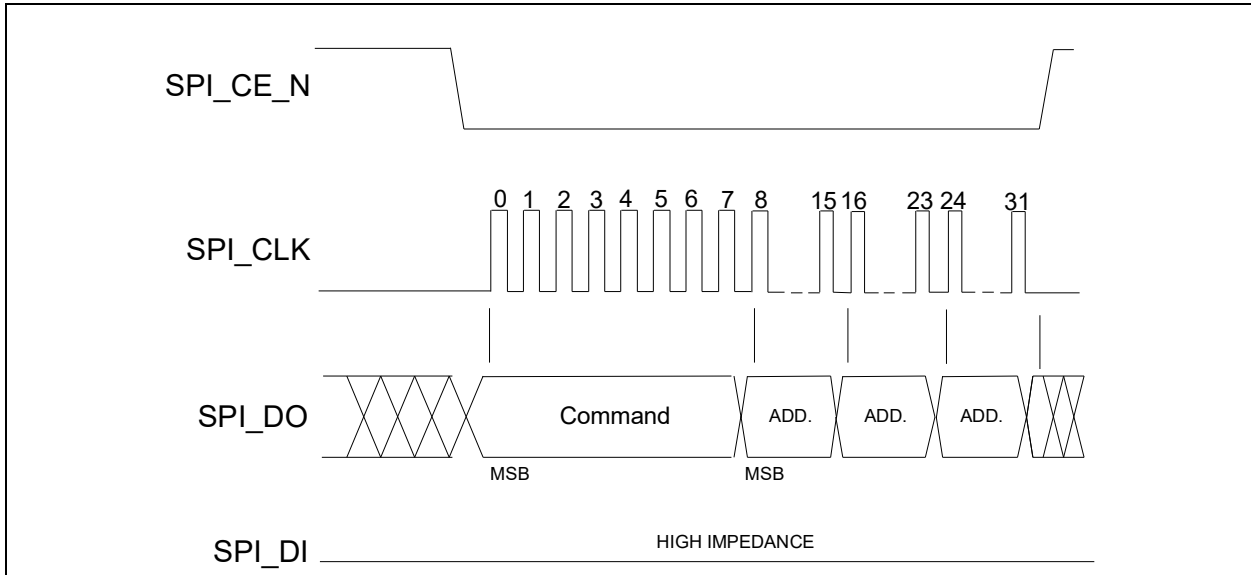 SPI_CE_N
0 1 2 3 4 5 6 7 8 15 16 23 24 31
SPI_CLK
SPI_DO
Command ADD. ADD. ADD.
MSB MSB
HIGH IMPEDANCE
SPI_DI